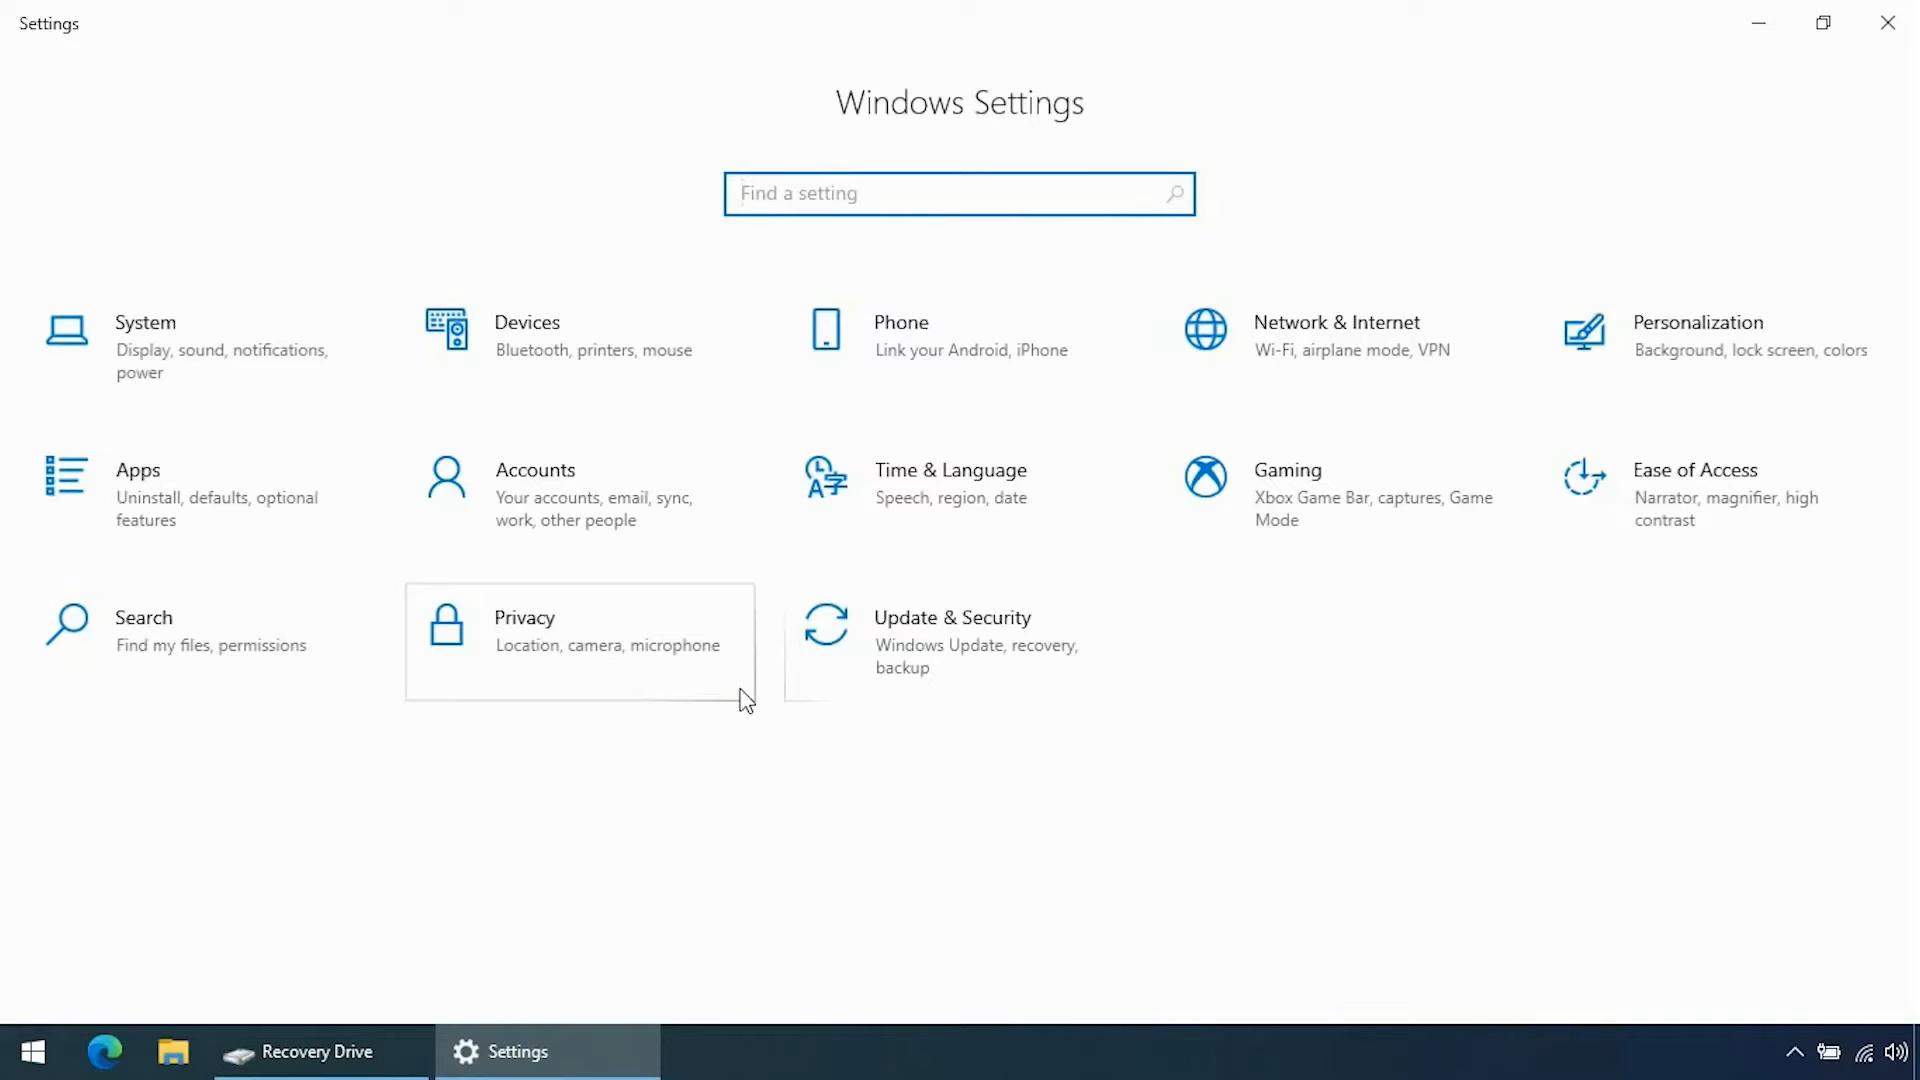 Settings
Windows Settings
Find a setting
System
Display, sound, notifications,
power
Devices
Bluetooth, printers, mouse
Phone
Link your Android, iPhone
Network & Internet
Wi-Fi, airplane mode, VPN
Personalization
Background, lock screen, colors
Apps
Uninstall, defaults, optional
features
Accounts
Your accounts, email, sync,
work, other people
Time & Language
Speech, region, date
Gaming
Xbox Game Bar, captures, Game
Mode
Ease of Access
Narrator, magnifier, high
contrast
Search
Find my files, permissions
Privacy
Location, camera, microphone
Update & Security
Windows Update, recovery,
backup
Recovery Drive
Settings